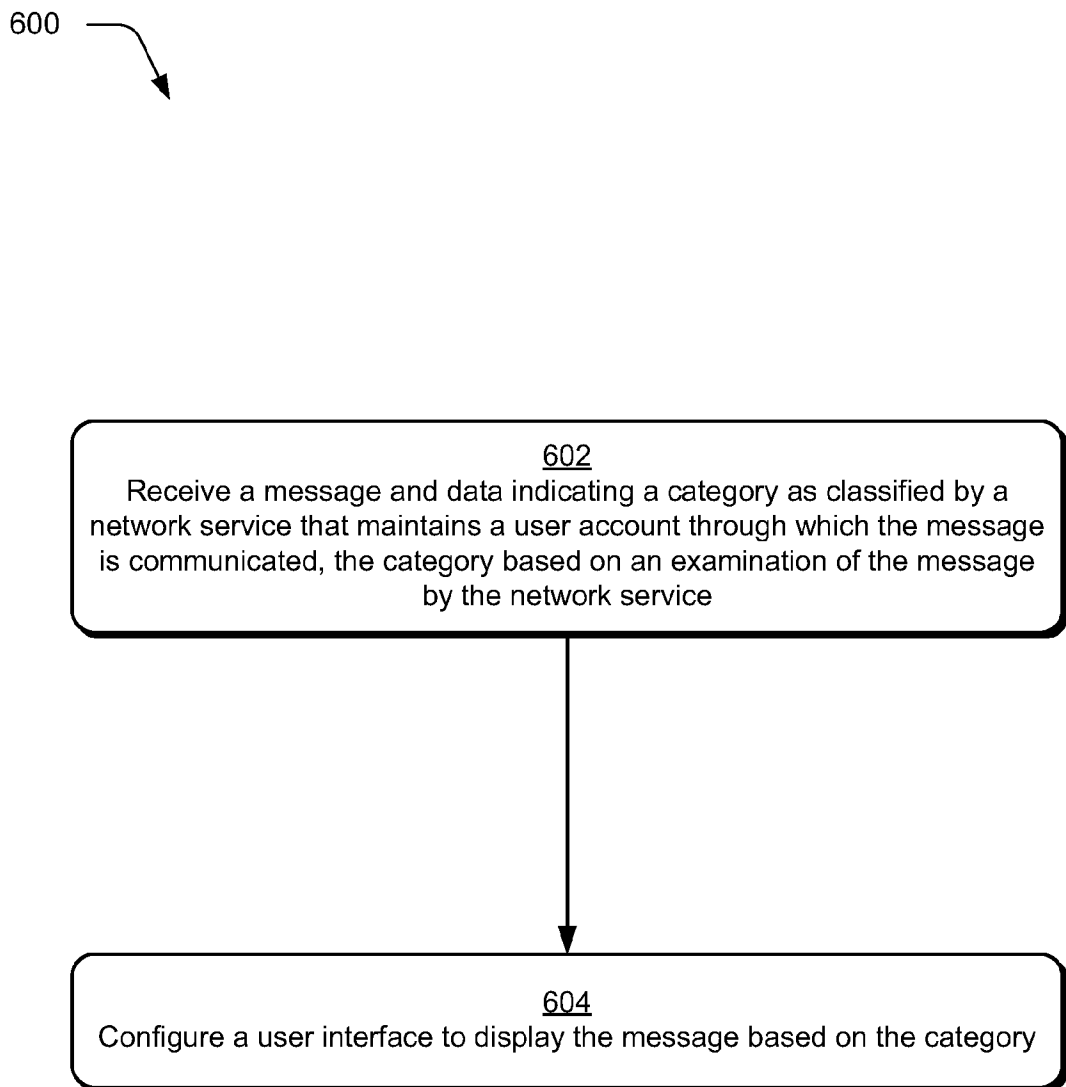 600
602
Receive a message and data indicating a category as classified by a
network service that maintains a user account through which the message
is communicated, the category based on an examination of the message
by the network service
604
Configure a user interface to display the message based on the category